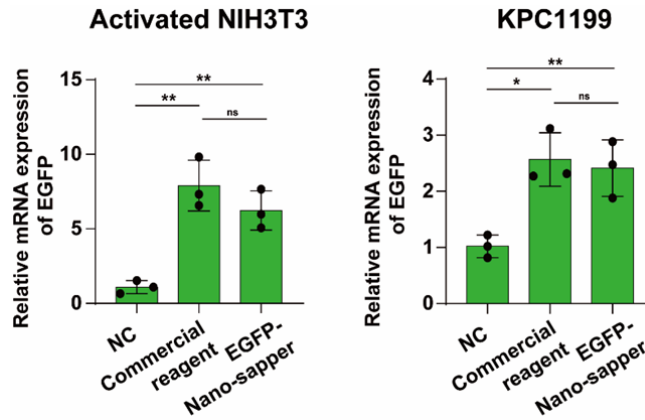 Activated NIH3T3
Relative mRNA expression
of EGFP
15
10
5
0
**
**
ns
NC
Commercial
reagent
EGFP-
Nano-sapper
KPC1199
Relative mRNA expression
of EGFP
4
3
2
1
0
**
*
ns
NC
Commercial
reagent
EGFP-
Nano-sapper